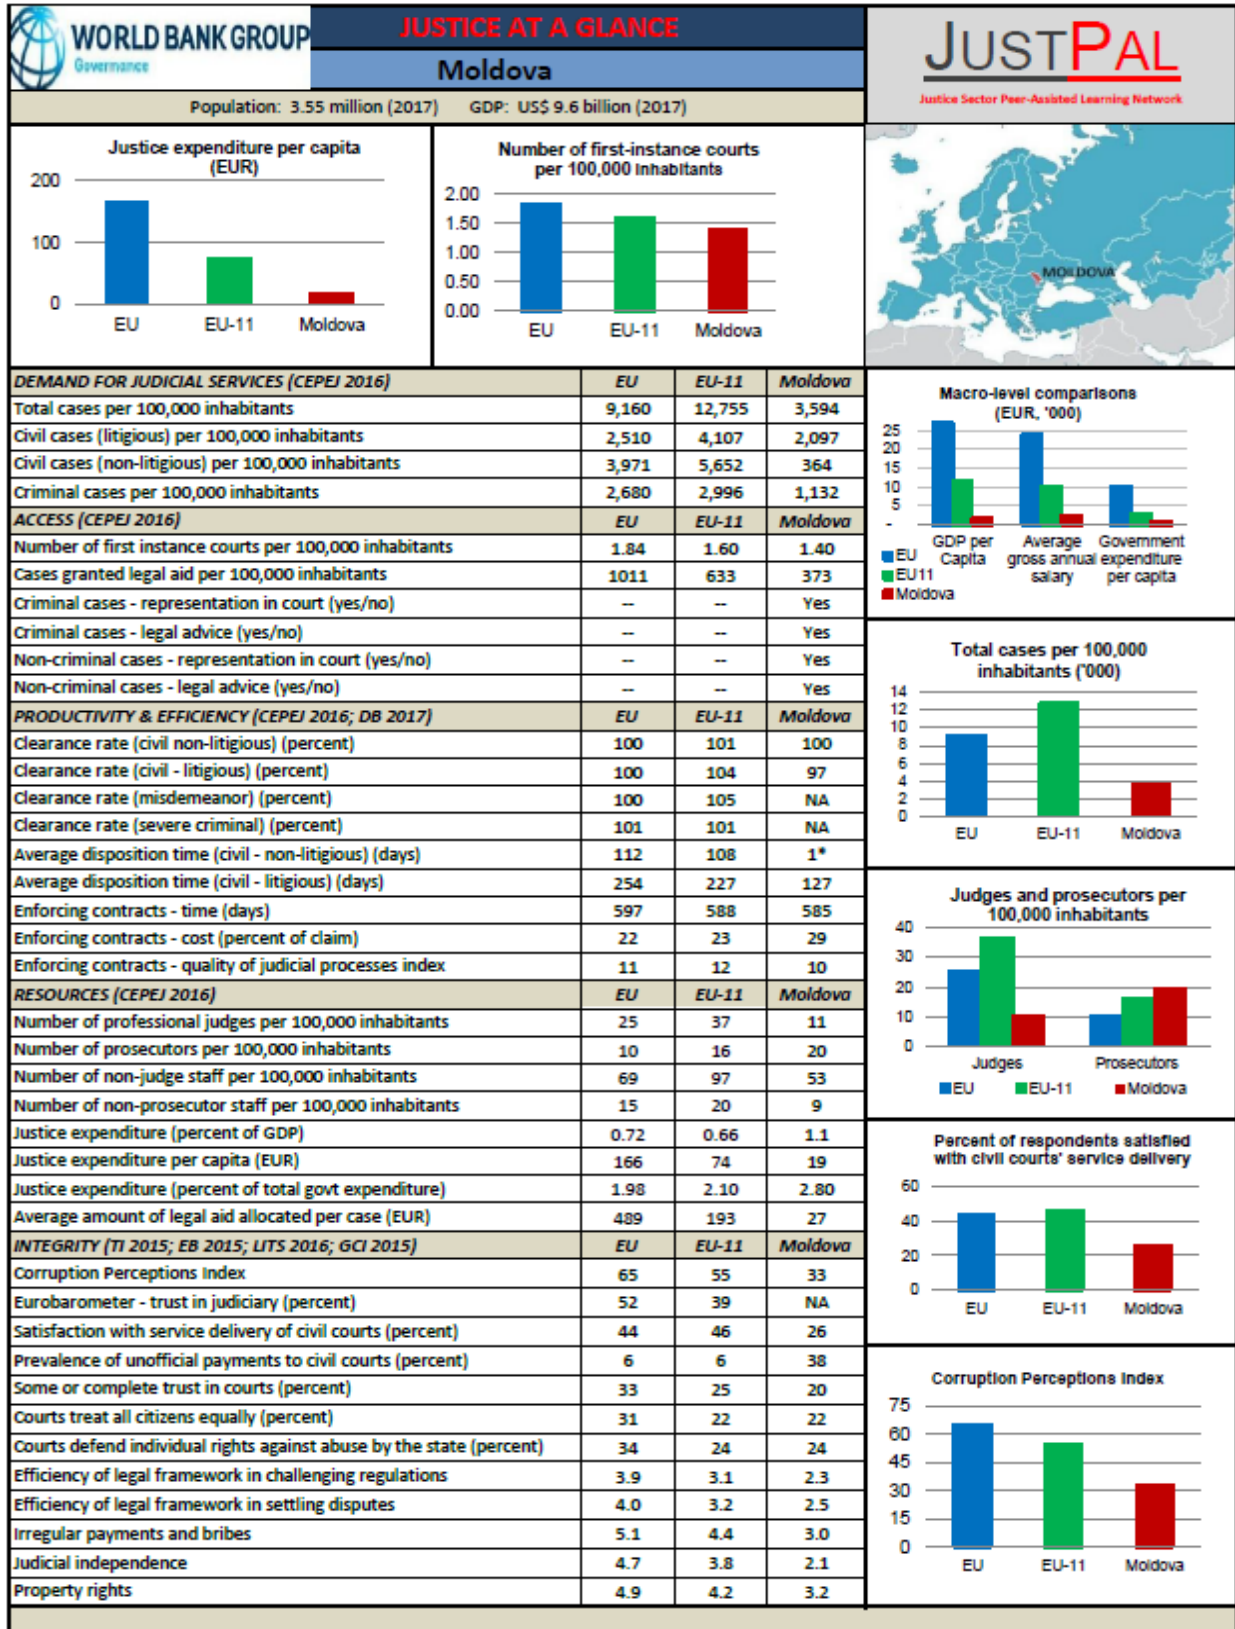 WORLD BANK GROUP
Governance
JUSTICE AT A GLANCE
Moldova
JUSTPAL
Justice Sector Peer-Assisted Learning Network
Population: 3.55 million (2017) GDP: US$ 9.6 billion (2017)
Justice expenditure per capita
(EUR)
200
100
0
EU EU-11 Moldova
Number of first-instance courts
per 100,000 inhabitants
2.00
1.50
1.00
0.50
0.00
EU EU-11 Moldova
MOLDOVA
DEMAND FOR JUDICIAL SERVICES (CEPEJ 2016) EU EU-11 Moldova
Total cases per 100,000 inhabitants 9,160 12,755 3,594
Civil cases (litigious) per 100,000 inhabitants 2,510 4,107 2,097
Civil cases (non-litigious) per 100,000 inhabitants 3,971 5,652 364
Criminal cases per 100,000 inhabitants 2,680 2,996 1,132
ACCESS (CEPEJ 2016) EU EU-11 Moldova
Number of first instance courts per 100,000 inhabitants 1.84 1.60 1.40
Cases granted legal aid per 100,000 inhabitants 1011 633 373
Criminal cases - representation in court (yes/no) -- -- Yes
Criminal cases - legal advice (yes/no) -- -- Yes
Non-criminal cases - representation in court (yes/no) -- -- Yes
Non-criminal cases - legal advice (yes/no) -- -- Yes
PRODUCTIVITY & EFFICIENCY (CEPEJ 2016; DB 2017) EU EU-11 Moldova
Clearance rate (civil non-litigious) (percent) 100 101 100
Clearance rate (civil - litigious) (percent) 100 104 97
Clearance rate (misdemeanor) (percent) 100 105 NA
Clearance rate (severe criminal) (percent) 101 101 NA
Average disposition time (civil - non-litigious) (days) 112 108 1*
Average disposition time (civil - litigious) (days) 254 227 127
Enforcing contracts - time (days) 597 588 585
Enforcing contracts - cost (percent of claim) 22 23 29
Enforcing contracts - quality of judicial processes index 11 12 10
RESOURCES (CEPEJ 2016) EU EU-11 Moldova
Number of professional judges per 100,000 inhabitants 25 37 11
Number of prosecutors per 100,000 inhabitants 10 16 20
Number of non-judge staff per 100,000 inhabitants 69 97 53
Number of non-prosecutor staff per 100,000 inhabitants 15 20 9
Justice expenditure (percent of GDP) 0.72 0.66 1.1
Justice expenditure per capita (EUR) 166 74 19
Justice expenditure (percent of total govt expenditure) 1.98 2.10 2.80
Average amount of legal aid allocated per case (EUR) 489 193 27
INTEGRITY (TI 2015; EB 2015; LITS 2016; GCI 2015) EU EU-11 Moldova
Corruption Perceptions Index 65 55 33
Eurobarometer - trust in judiciary (percent) 52 39 NA
Satisfaction with service delivery of civil courts (percent) 44 46 26
Prevalence of unofficial payments to civil courts (percent) 6 6 38
Some or complete trust in courts (percent) 33 25 20
Courts treat all citizens equally (percent) 31 22 22
Courts defend individual rights against abuse by the state (percent) 34 24 24
Efficiency of legal framework in challenging regulations 3.9 3.1 2.3
Efficiency of legal framework in settling disputes 4.0 3.2 2.5
Irregular payments and bribes 5.1 4.4 3.0
Judicial independence 4.7 3.8 2.1
Property rights 4.9 4.2 3.2
Macro-level comparisons
(EUR, '000)
25
20
15
10
5
-
GDP per Average Government
Capita gross annual expenditure
salary per capita
EU
EU11
Moldova
Total cases per 100,000
inhabitants ('000)
14
12
10
8
6
4
2
0
EU EU-11 Moldova
Judges and prosecutors per
100,000 inhabitants
40
30
20
10
0
Judges Prosecutors
EU EU-11 Moldova
Percent of respondents satisfied
with civil courts' service delivery
60
40
20
0
EU EU-11 Moldova
Corruption Perceptions Index
75
60
45
30
15
0
EU EU-11 Moldova